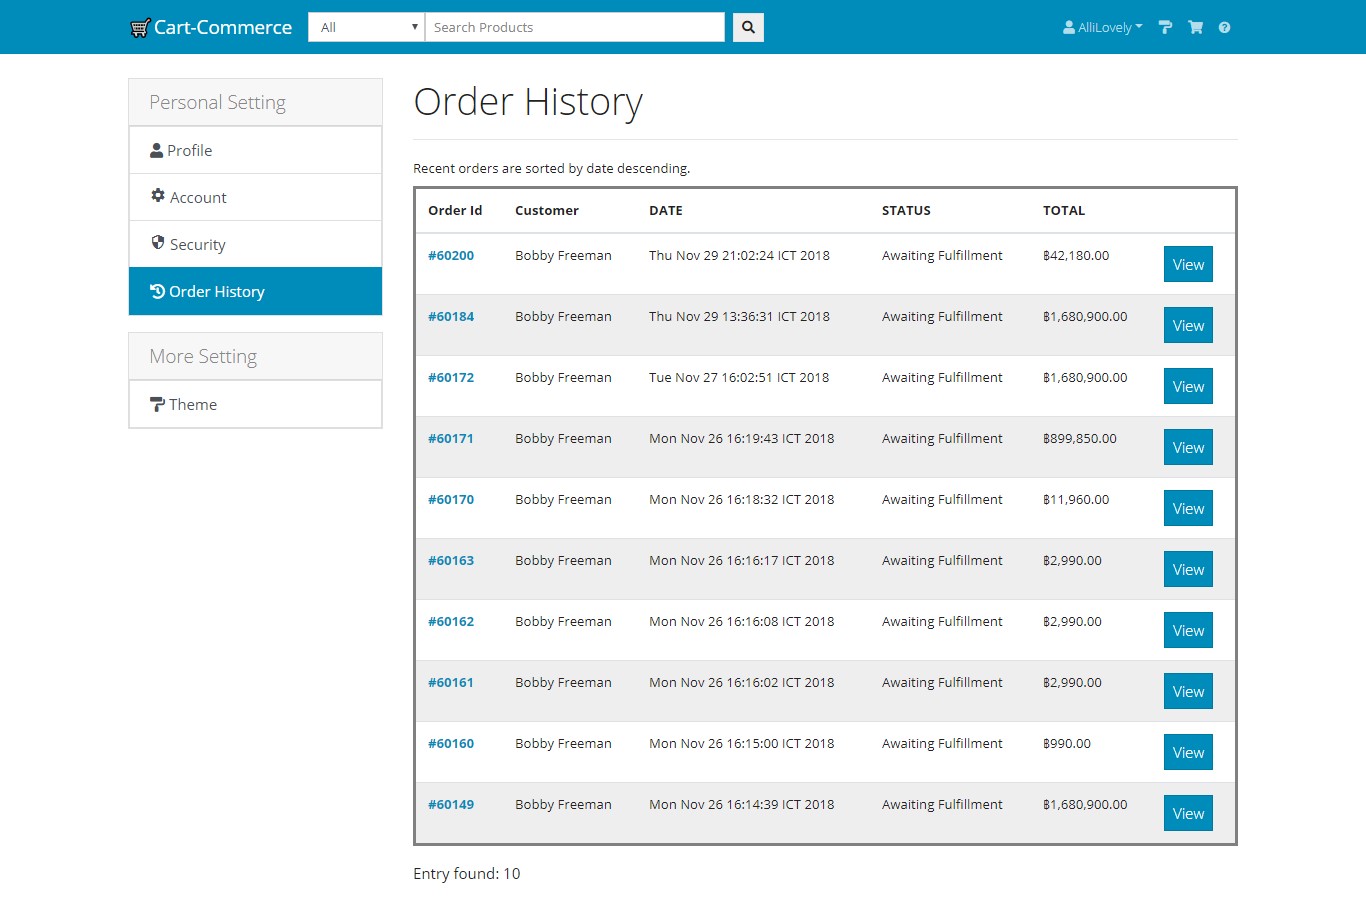 Cart-Commerce All Search Products AlliLovely
Personal Setting
Profile
Account
Security
Order History
More Setting
Theme
Order History
Recent orders are sorted by date descending.
Order Id Customer DATE STATUS TOTAL
#60200 Bobby Freeman Thu Nov 29 21:02:24 ICT 2018 Awaiting Fulfillment ฿42,180.00 View
#60184 Bobby Freeman Thu Nov 29 13:36:31 ICT 2018 Awaiting Fulfillment ฿1,680,900.00 View
#60172 Bobby Freeman Tue Nov 27 16:02:51 ICT 2018 Awaiting Fulfillment ฿1,680,900.00 View
#60171 Bobby Freeman Mon Nov 26 16:19:43 ICT 2018 Awaiting Fulfillment ฿899,850.00 View
#60170 Bobby Freeman Mon Nov 26 16:18:32 ICT 2018 Awaiting Fulfillment ฿11,960.00 View
#60163 Bobby Freeman Mon Nov 26 16:16:17 ICT 2018 Awaiting Fulfillment ฿2,990.00 View
#60162 Bobby Freeman Mon Nov 26 16:16:08 ICT 2018 Awaiting Fulfillment ฿2,990.00 View
#60161 Bobby Freeman Mon Nov 26 16:16:02 ICT 2018 Awaiting Fulfillment ฿2,990.00 View
#60160 Bobby Freeman Mon Nov 26 16:15:00 ICT 2018 Awaiting Fulfillment ฿990.00 View
#60149 Bobby Freeman Mon Nov 26 16:14:39 ICT 2018 Awaiting Fulfillment ฿1,680,900.00 View
Entry found: 10